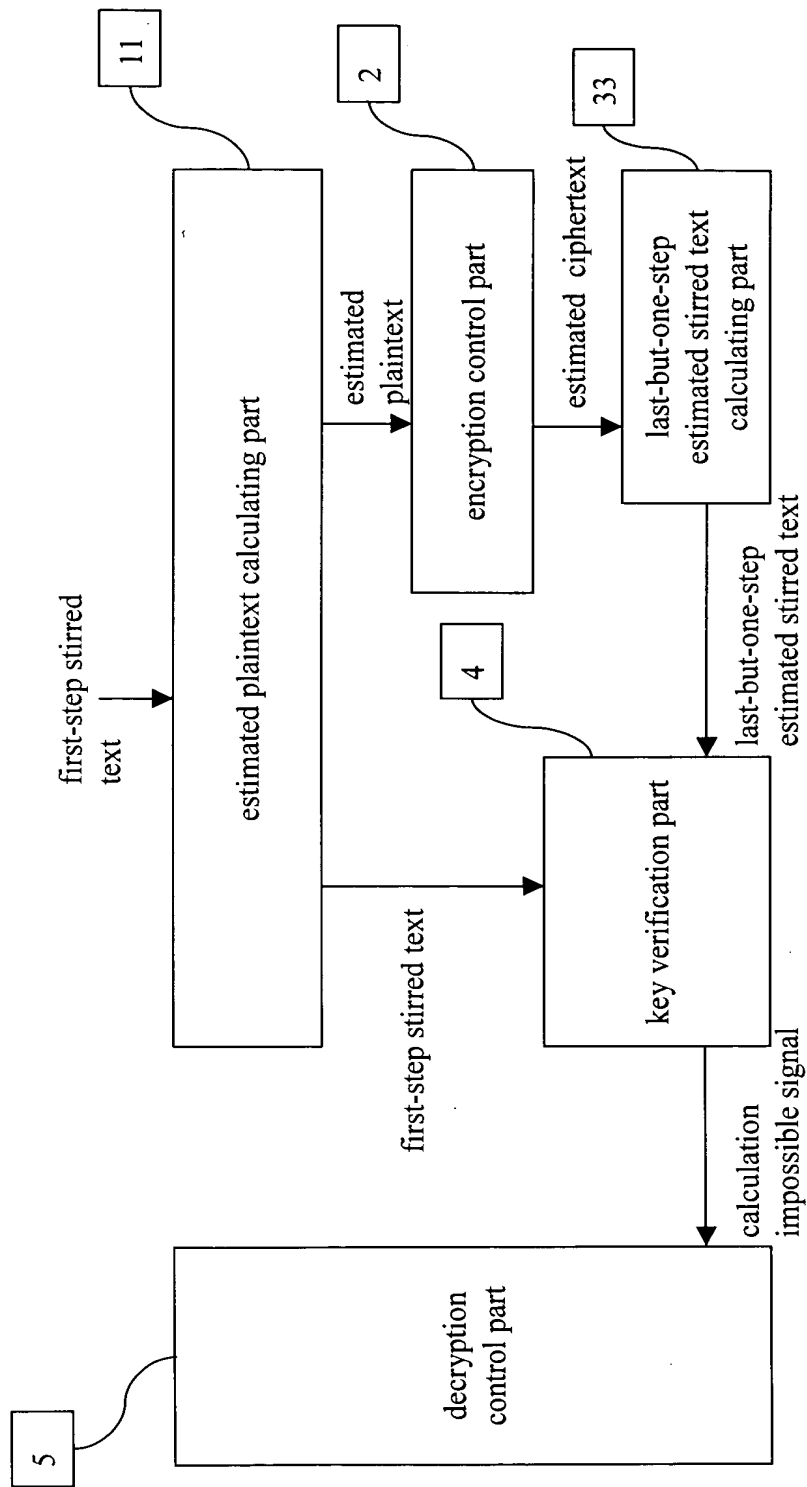 11
first-step stirred
text
estimated plaintext calculating part
2
estimated
plaintext
encryption control part
first-step stirred text
estimated ciphertext
33
4
last-but-one-step
estimated stirred text
calculating part
key verification part
last-but-one-step
estimated stirred text
calculation
impossible signal
5
decryption
control part